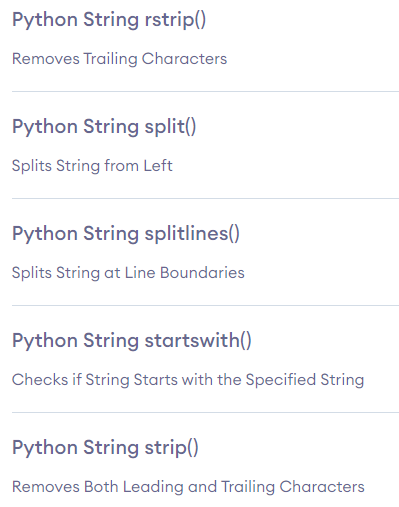 Python String rstrip()
Removes Trailing Characters
Python String split()
Splits String from Left
Python String splitlines()
Splits String at Line Boundaries
Python String startswith()
Checks if String Starts with the Specified String
Python String strip()
Removes Both Leading and Trailing Characters